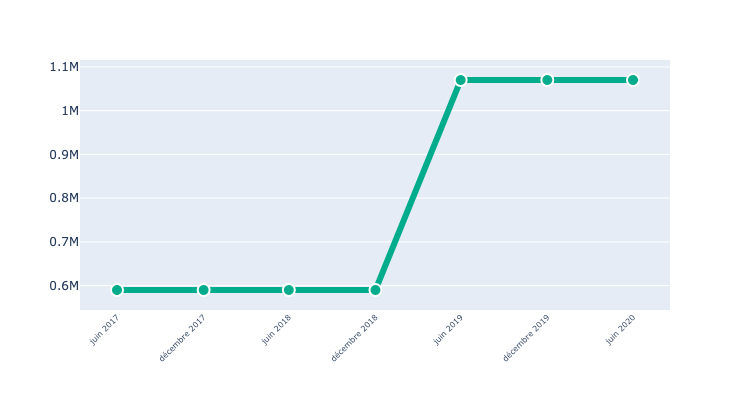 1.1M
1M
0.9M
0.8M
0.7M
0.6M
juin 2017
décembre 2017
juin 2018
décembre 2018
juin 2019
décembre 2019
juin 2020